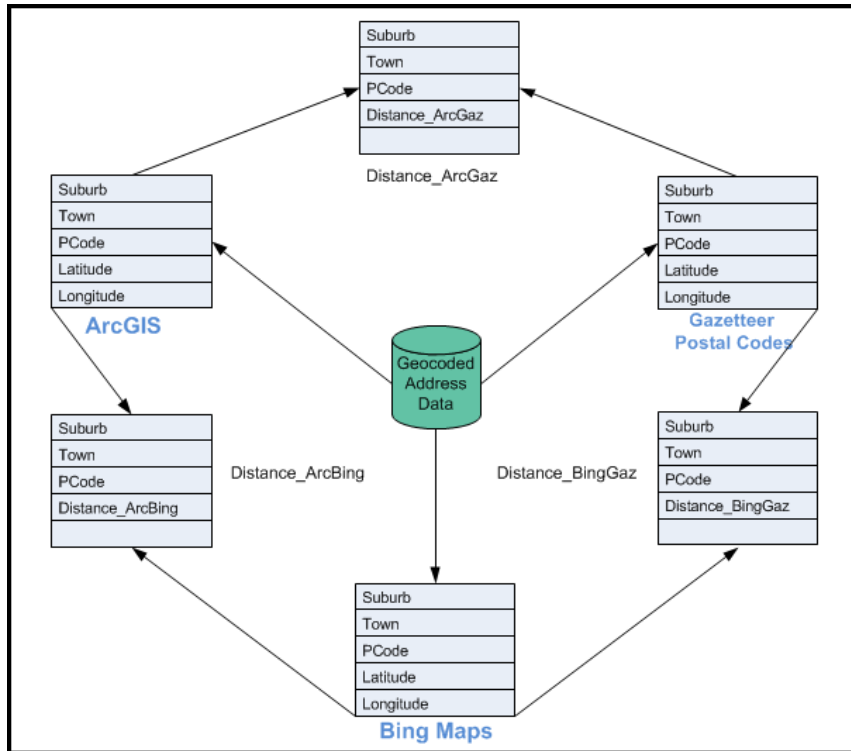 Suburb
Town
PCode
Distance_ArcGaz
Distance_ArcGaz
Suburb
Town
PCode
Latitude
Longitude
ArcGIS
Suburb
Town
PCode
Latitude
Longitude
Gazetteer
Postal Codes
Geocoded
Address
Data
Suburb
Town
PCode
Distance_ArcBing
Distance_ArcBing
Distance_BingGaz
Suburb
Town
PCode
Distance_BingGaz
Suburb
Town
PCode
Latitude
Longitude
Bing Maps